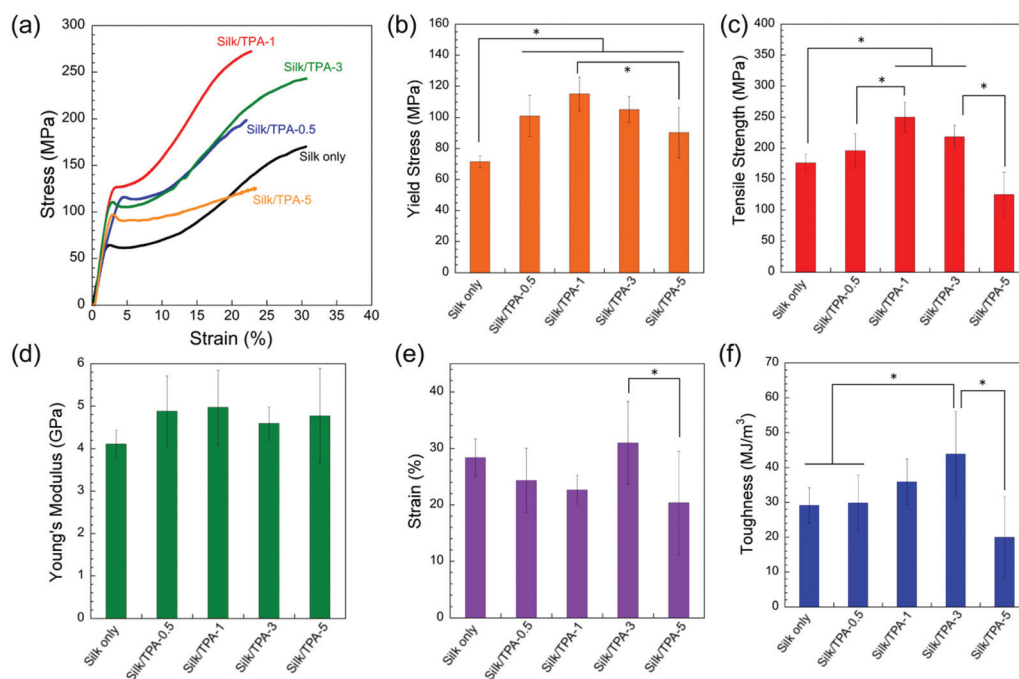 (a)
Stress (MPa)
300
250
200
150
100
50
0
Silk/TPA-1
Silk/TPA-3
Silk/TPA-0.5
Silk only
Silk/TPA-5
0 5 10 15 20 25 30 35 40
Strain (%)
(b)
Yield Stress (MPa)
160
140
120
100
80
60
40
20
0
*
*
Silk only
Silk/TPA-0.5
Silk/TPA-1
Silk/TPA-3
Silk/TPA-5
(c)
Tensile Strength (MPa)
400
350
300
250
200
150
100
50
0
*
*
*
Silk only
Silk/TPA-0.5
Silk/TPA-1
Silk/TPA-3
Silk/TPA-5
(d)
Young's Modulus (GPa)
6
5
4
3
2
1
0
Silk only
Silk/TPA-0.5
Silk/TPA-1
Silk/TPA-3
Silk/TPA-5
(e)
Strain (%)
50
40
30
20
10
0
*
Silk only
Silk/TPA-0.5
Silk/TPA-1
Silk/TPA-3
Silk/TPA-5
(f)
Toughness (MJ/m³)
70
60
50
40
30
20
10
0
*
*
Silk only
Silk/TPA-0.5
Silk/TPA-1
Silk/TPA-3
Silk/TPA-5